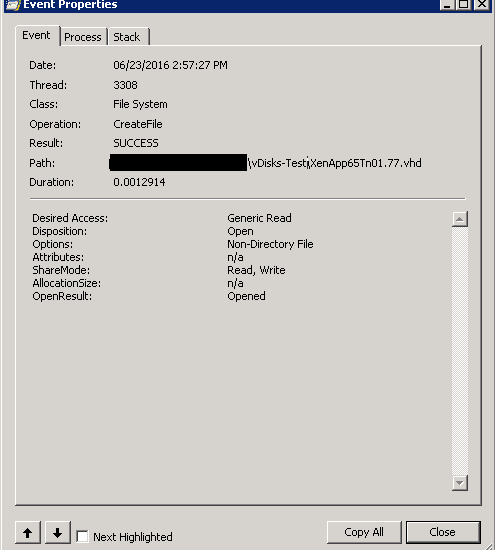 Event Properties
Event Process Stack
Date: 06/23/2016 2:57:27 PM
Thread: 3308
Class: File System
Operation: CreateFile
Result: SUCCESS
Path: \vDisks-Test\XenApp65Tn01.77.vhd
Duration: 0.0012914
Desired Access: Generic Read
Disposition: Open
Options: Non-Directory File
Attributes: n/a
ShareMode: Read, Write
AllocationSize: n/a
OpenResult: Opened
Next Highlighted Copy All Close